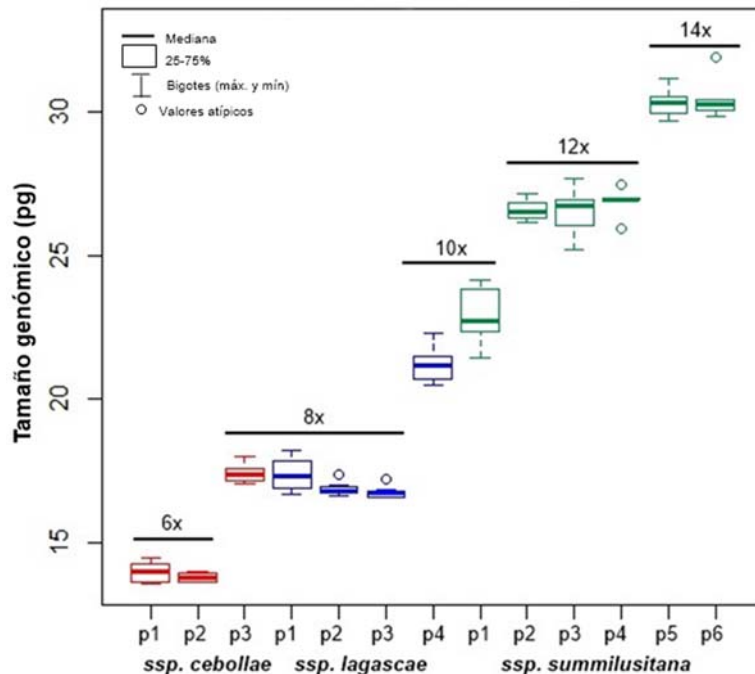 Mediana
25-75%
Bigotes (máx. y mín)
Valores atípicos
14x
12x
10x
8x
6x
30
25
20
15
Tamaño genómico (pg)
p1 p2 p3 p1 p2 p3 p4 p1 p2 p3 p4 p5 p6
ssp. cebollae ssp. lagascae ssp. summilusitana